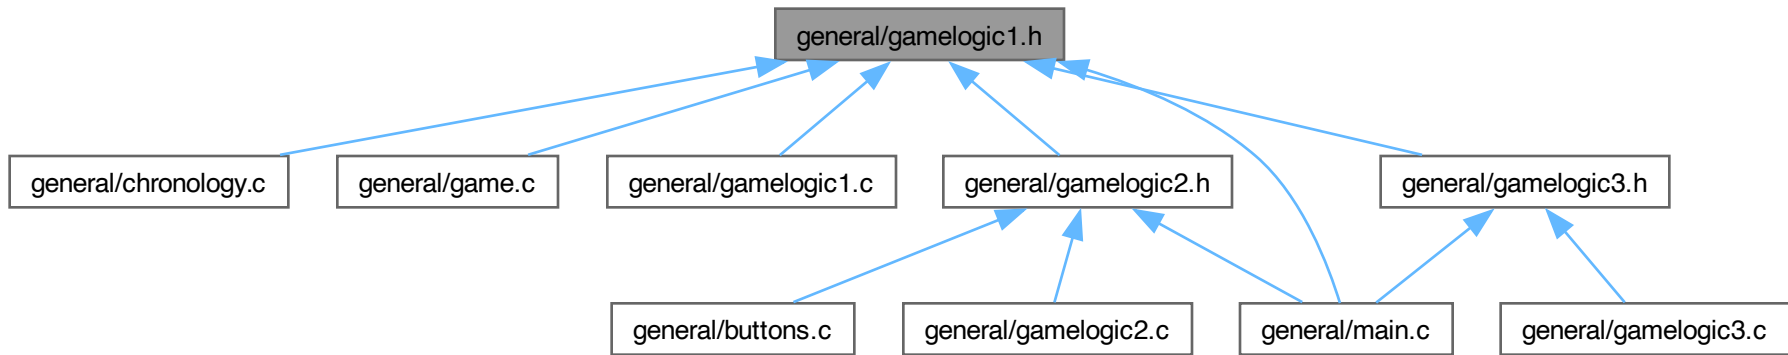 general/gamelogic1.h
general/chronology.c
general/game.c
general/gamelogic1.c
general/gamelogic2.h
general/gamelogic3.h
general/buttons.c
general/gamelogic2.c
general/main.c
general/gamelogic3.c